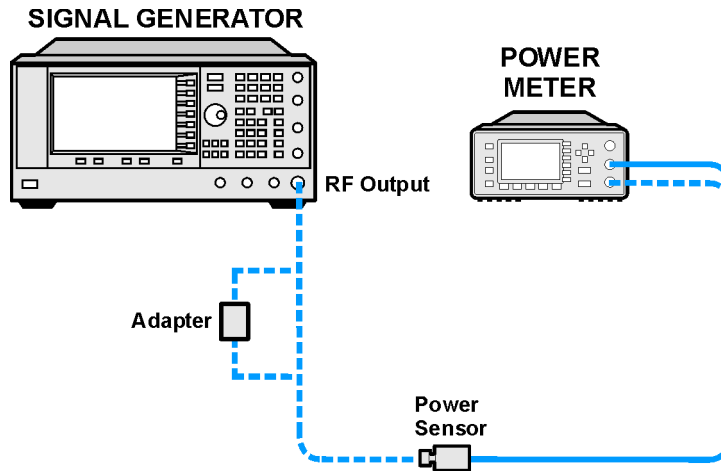 SIGNAL GENERATOR
POWER
METER
RF Output
Adapter
Power
Sensor